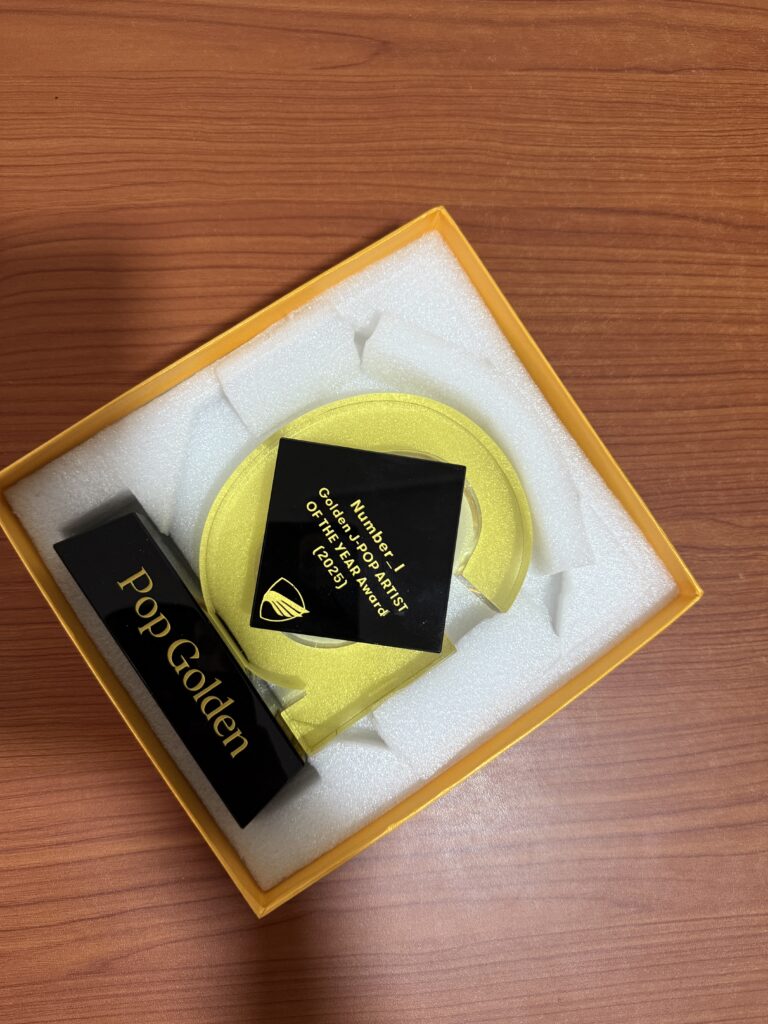 Number_I
Golden J-POP ARTIST
OF THE YEAR Award
(2025)
Pop Golden